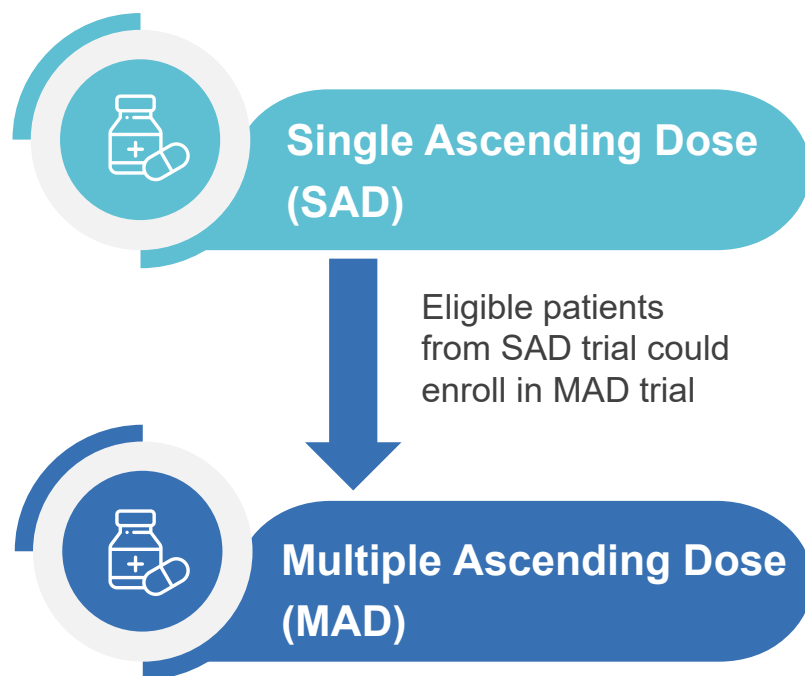 Single Ascending Dose
(SAD)
Eligible patients
from SAD trial could
enroll in MAD trial
Multiple Ascending Dose
(MAD)